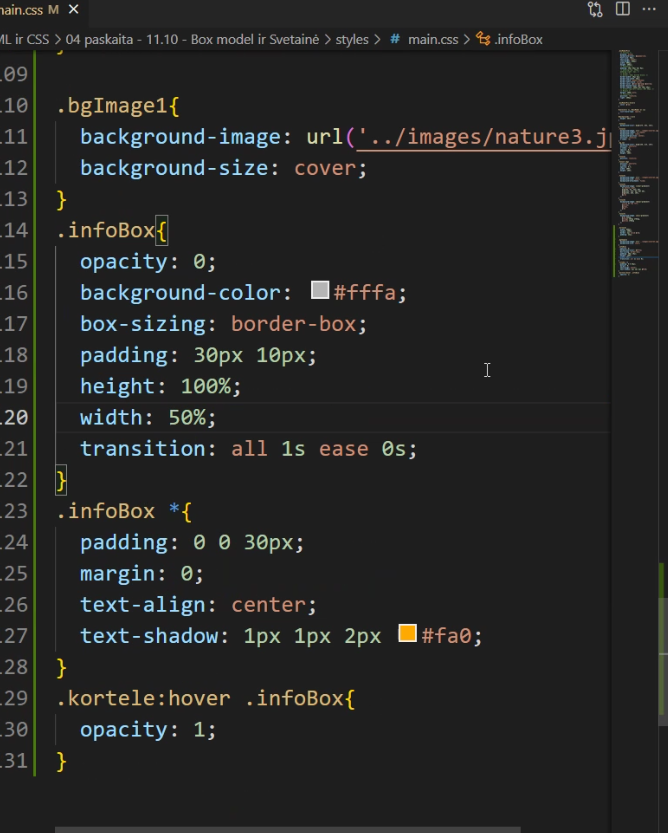 main.css M
ML ir CSS > 04 paskaita - 11.10 - Box model ir Svetainė > styles > # main.css > .infoBox
109
110 .bgImage1{
111 background-image: url('../images/nature3.j
112 background-size: cover;
113 }
114 .infoBox{
115 opacity: 0;
116 background-color: #fffa;
117 box-sizing: border-box;
118 padding: 30px 10px;
119 height: 100%;
120 width: 50%;
121 transition: all 1s ease 0s;
122 }
123 .infoBox *{
124 padding: 0 0 30px;
125 margin: 0;
126 text-align: center;
127 text-shadow: 1px 1px 2px #fa0;
128 }
129 .kortele:hover .infoBox{
130 opacity: 1;
131 }